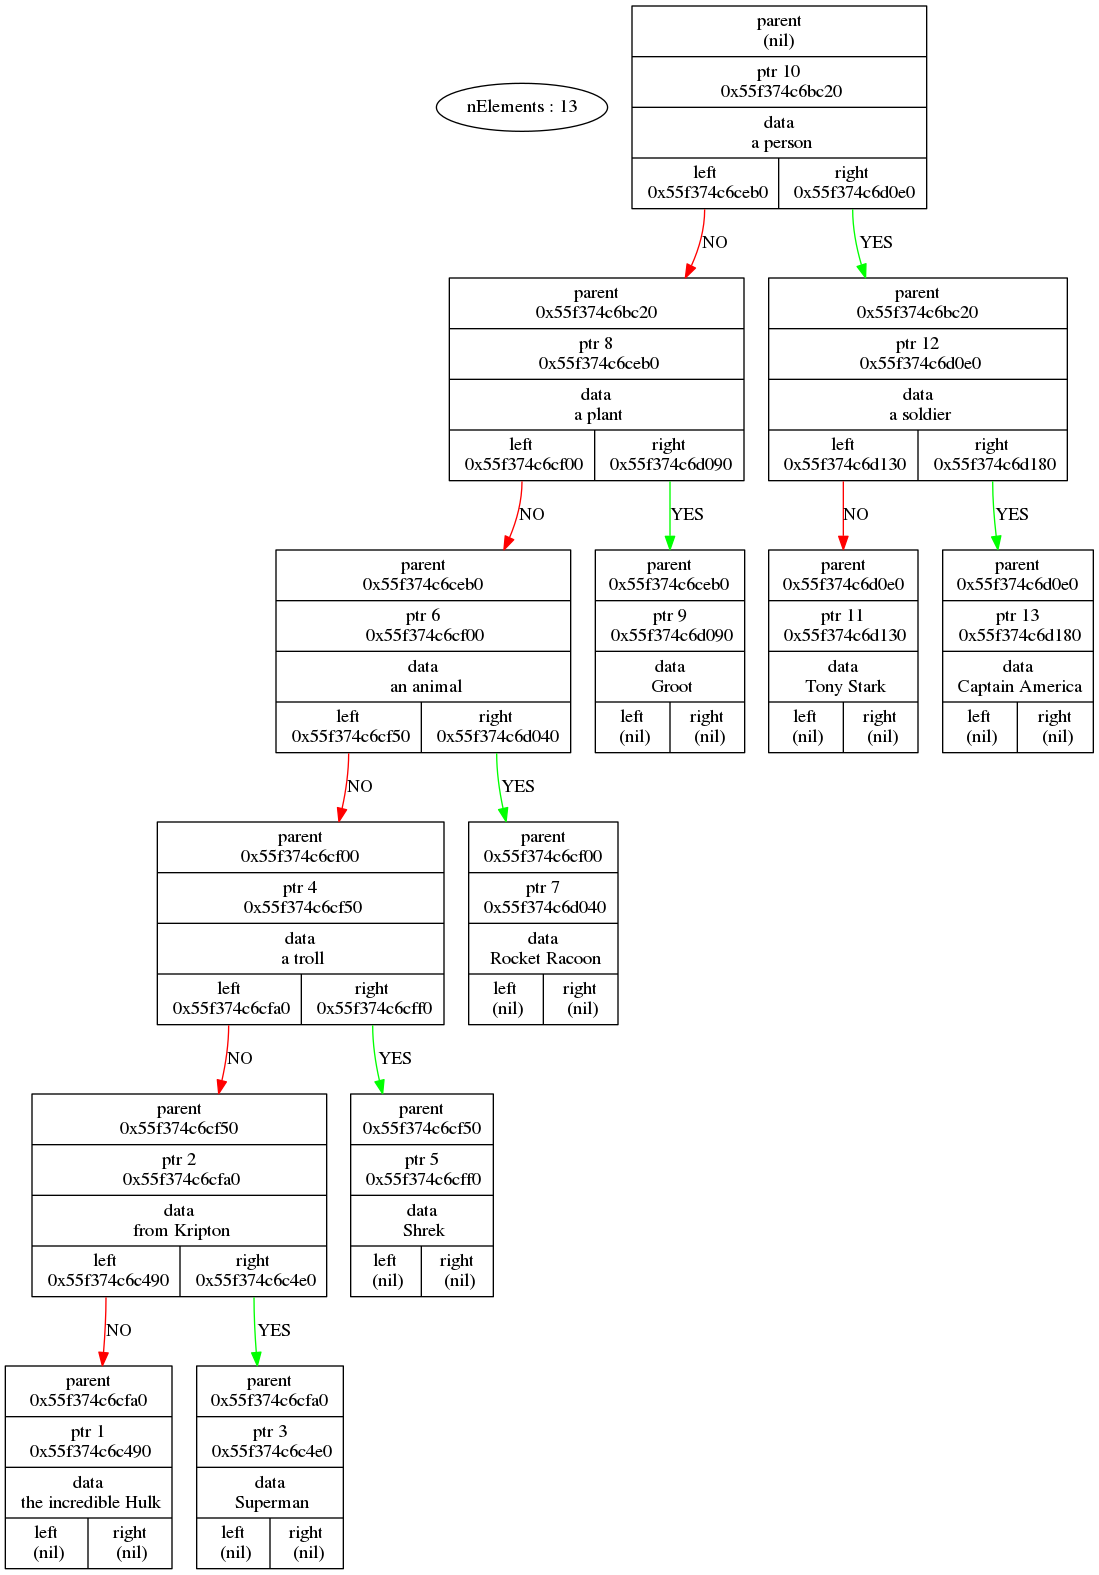 parent
(nil)
ptr 10
0x55f374c6bc20
data
a person
left
0x55f374c6ceb0
right
0x55f374c6d0e0
nElements : 13
NO
YES
parent
0x55f374c6bc20
ptr 8
0x55f374c6ceb0
data
a plant
left
0x55f374c6cf00
right
0x55f374c6d090
parent
0x55f374c6bc20
ptr 12
0x55f374c6d0e0
data
a soldier
left
0x55f374c6d130
right
0x55f374c6d180
NO
YES
NO
YES
parent
0x55f374c6ceb0
ptr 6
0x55f374c6cf00
data
an animal
left
0x55f374c6cf50
right
0x55f374c6d040
parent
0x55f374c6ceb0
ptr 9
0x55f374c6d090
data
Groot
left
(nil)
right
(nil)
parent
0x55f374c6d0e0
ptr 11
0x55f374c6d130
data
Tony Stark
left
(nil)
right
(nil)
parent
0x55f374c6d0e0
ptr 13
0x55f374c6d180
data
Captain America
left
(nil)
right
(nil)
NO
YES
parent
0x55f374c6cf00
ptr 4
0x55f374c6cf50
data
a troll
left
0x55f374c6cfa0
right
0x55f374c6cff0
parent
0x55f374c6cf00
ptr 7
0x55f374c6d040
data
Rocket Racoon
left
(nil)
right
(nil)
NO
YES
parent
0x55f374c6cf50
ptr 2
0x55f374c6cfa0
data
from Kripton
left
0x55f374c6c490
right
0x55f374c6c4e0
parent
0x55f374c6cf50
ptr 5
0x55f374c6cff0
data
Shrek
left
(nil)
right
(nil)
NO
YES
parent
0x55f374c6cfa0
ptr 1
0x55f374c6c490
data
the incredible Hulk
left
(nil)
right
(nil)
parent
0x55f374c6cfa0
ptr 3
0x55f374c6c4e0
data
Superman
left
(nil)
right
(nil)